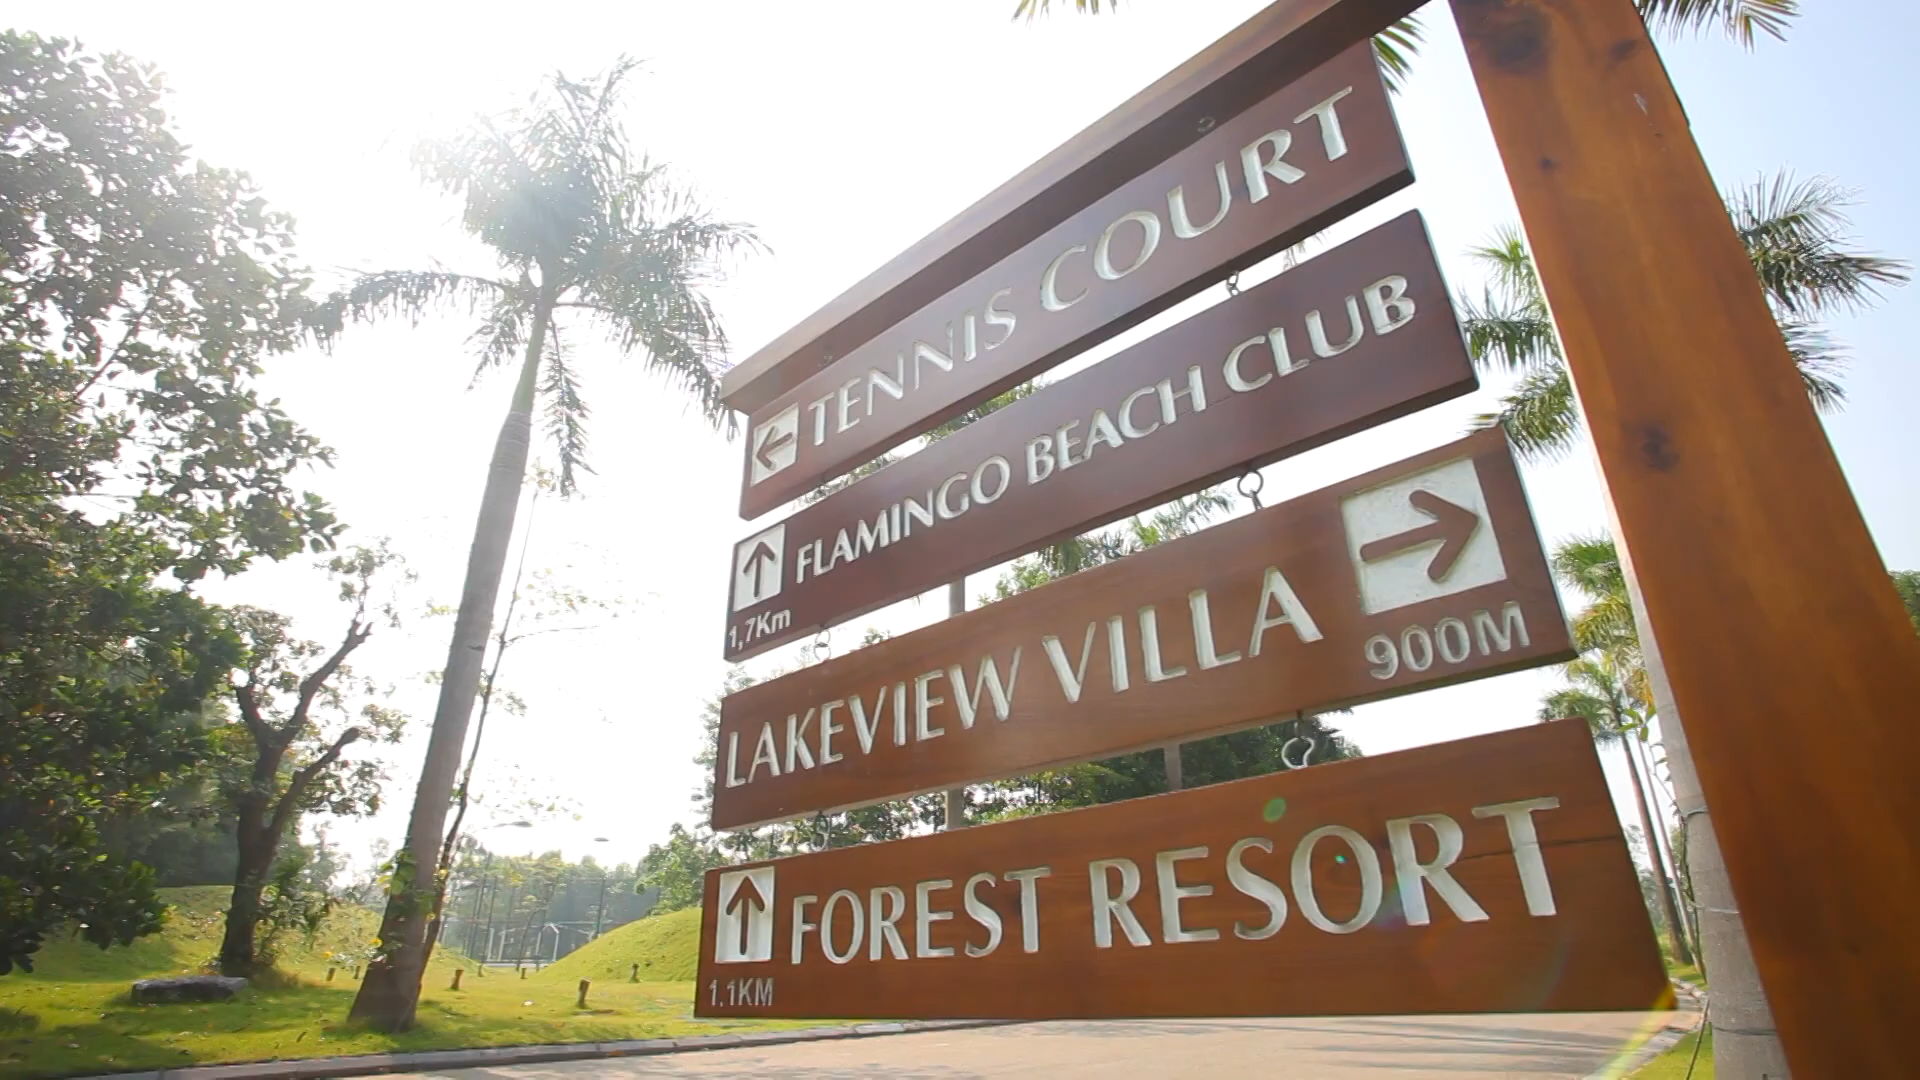 TENNIS COURT
FLAMINGO BEACH CLUB
1,7Km
LAKEVIEW VILLA
900M
FOREST RESORT
1.1KM